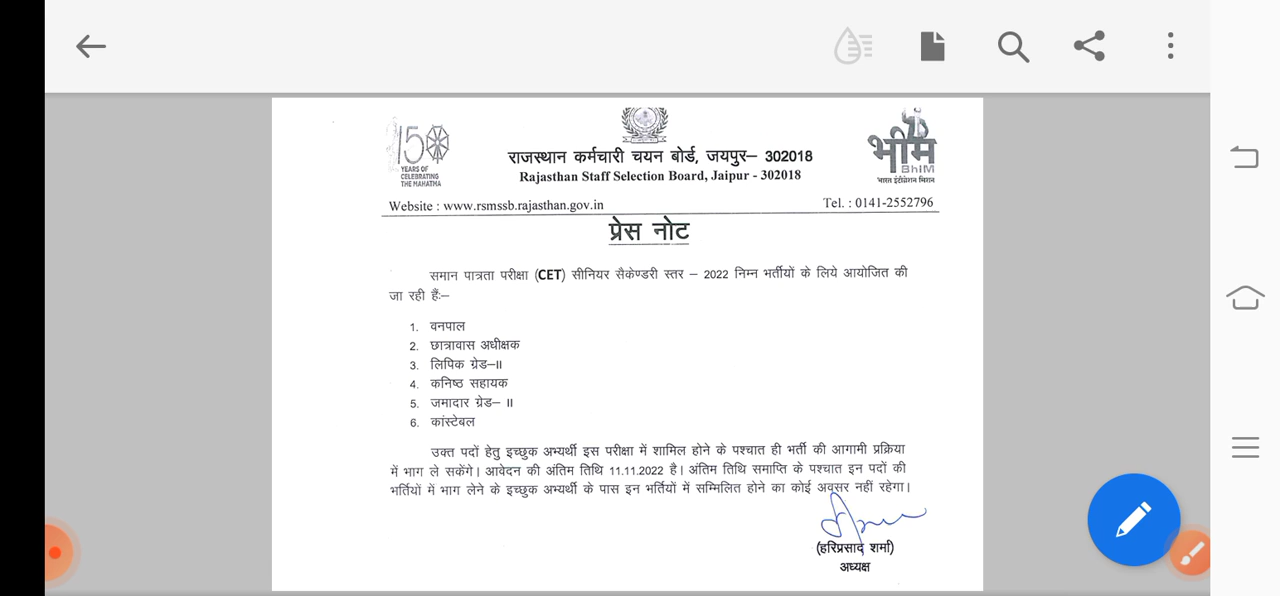 150
YEARS OF
CELEBRATING
THE MAHATMA
भीम
BHIM
भारत इंटीग्रेशन मिशन
राजस्थान कर्मचारी चयन बोर्ड, जयपुर– 302018
Rajasthan Staff Selection Board, Jaipur - 302018
Website : www.rsmssb.rajasthan.gov.in
Tel. : 0141-2552796
प्रेस नोट
समान पात्रता परीक्षा (CET) सीनियर सैकेण्डरी स्तर – 2022 निम्न भर्तीयों के लिये आयोजित की
जा रही हैः–
1. वनपाल
2. छात्रावास अधीक्षक
3. लिपिक ग्रेड–II
4. कनिष्ठ सहायक
5. जमादार ग्रेड– II
6. कांस्टेबल
उक्त पदों हेतु इच्छुक अभ्यर्थी इस परीक्षा में शामिल होने के पश्चात ही भर्ती की आगामी प्रक्रिया
में भाग ले सकेंगे। आवेदन की अंतिम तिथि 11.11.2022 है। अंतिम तिथि समाप्ति के पश्चात इन पदों की
भर्तियों में भाग लेने के इच्छुक अभ्यर्थी के पास इन भर्तियों में सम्मिलित होने का कोई अवसर नहीं रहेगा।
(हरिप्रसाद शर्मा)
अध्यक्ष